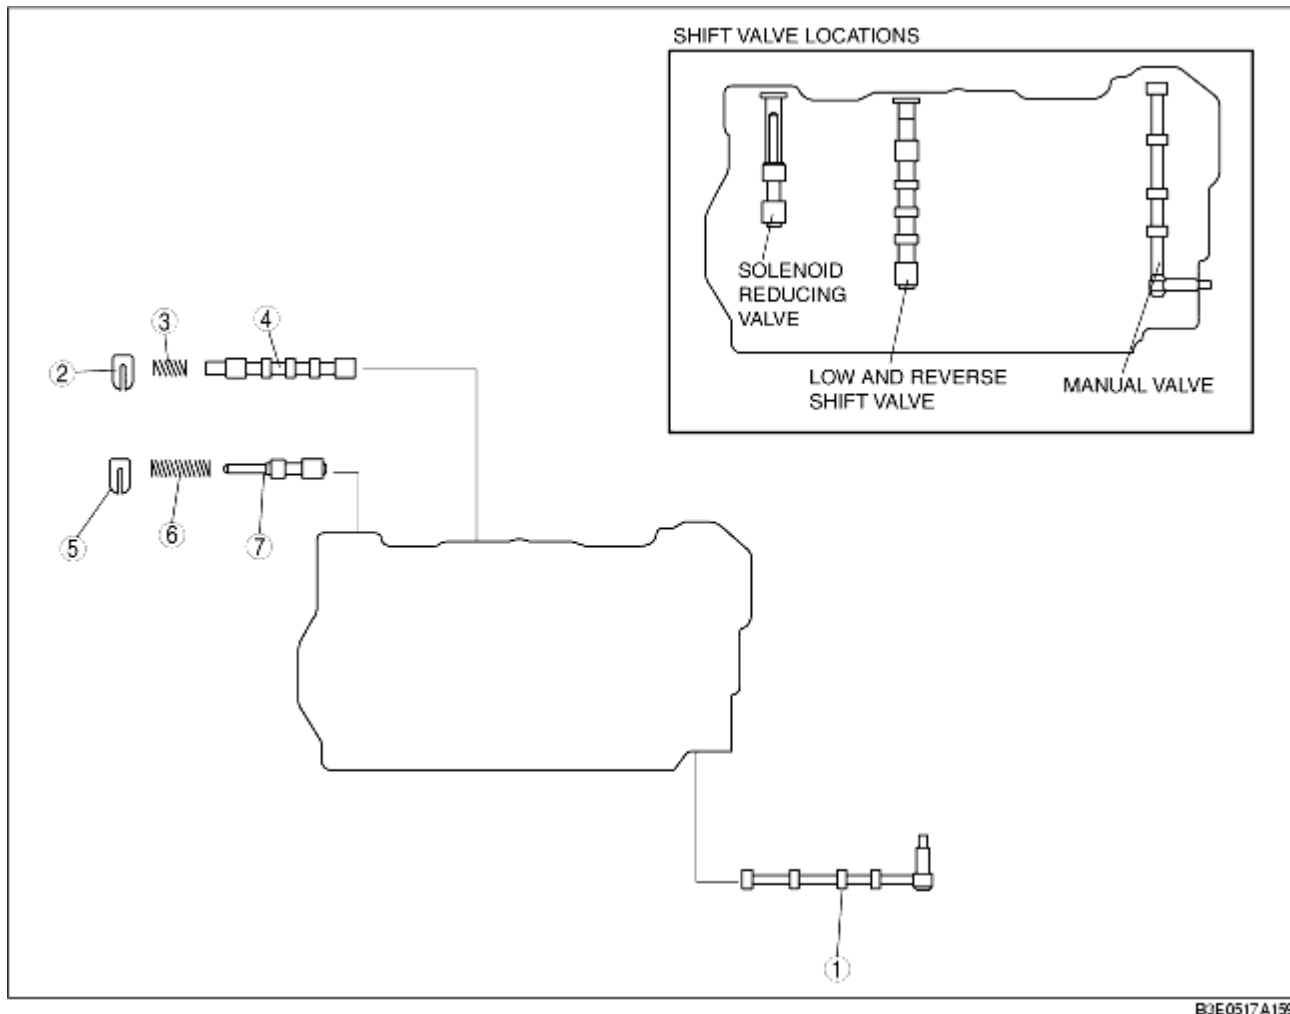 SHIFT VALVE LOCATIONS
SOLENOID
REDUCING
VALVE
LOW AND REVERSE
SHIFT VALVE
MANUAL VALVE
3
4
2
5
6
7
1
B3E0517A159